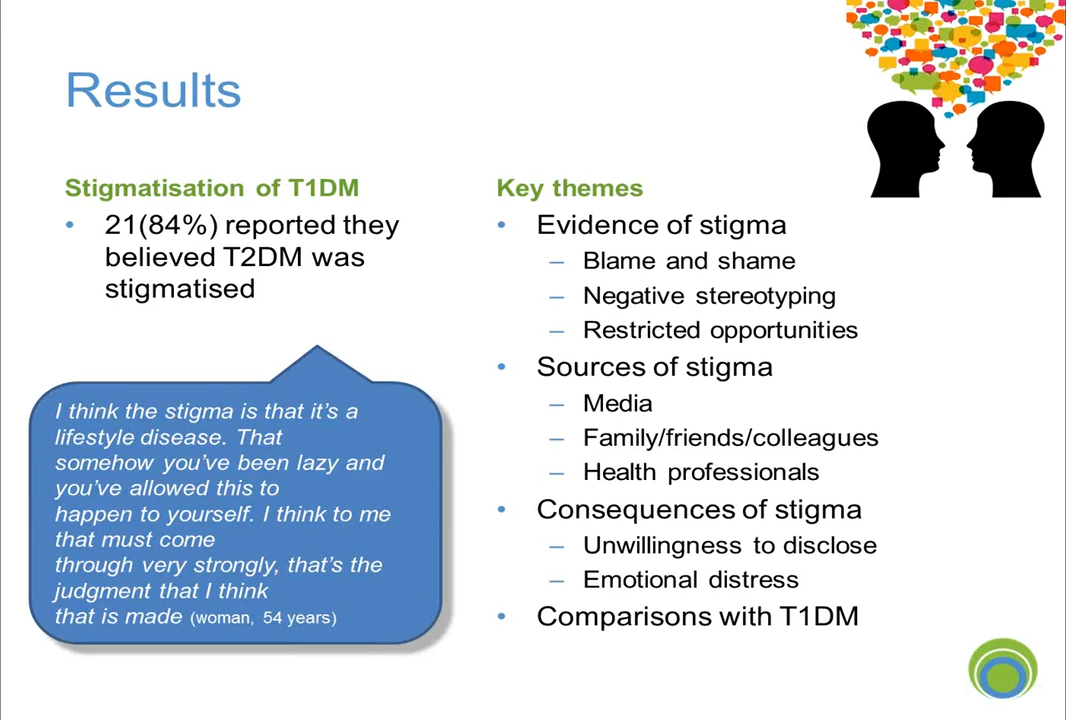 Results
Stigmatisation of T1DM
• 21(84%) reported they
believed T2DM was
stigmatised
I think the stigma is that it's a
lifestyle disease. That
somehow you've been lazy and
you've allowed this to
happen to yourself. I think to me
that must come
through very strongly, that's the
judgment that I think
that is made (woman, 54 years)
Key themes
• Evidence of stigma
– Blame and shame
– Negative stereotyping
– Restricted opportunities
• Sources of stigma
– Media
– Family/friends/colleagues
– Health professionals
• Consequences of stigma
– Unwillingness to disclose
– Emotional distress
• Comparisons with T1DM